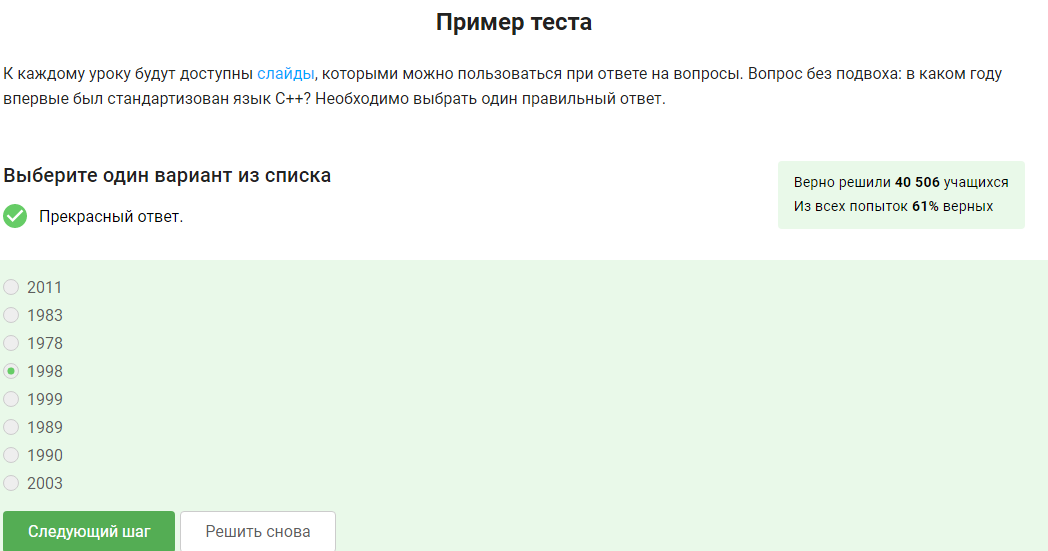 Пример теста
К каждому уроку будут доступны слайды, которыми можно пользоваться при ответе на вопросы. Вопрос без подвоха: в каком году
впервые был стандартизован язык C++? Необходимо выбрать один правильный ответ.
Выберите один вариант из списка
Прекрасный ответ.
Верно решили 40 506 учащихся
Из всех попыток 61% верных
2011
1983
1978
1998
1999
1989
1990
2003
Следующий шаг
Решить снова